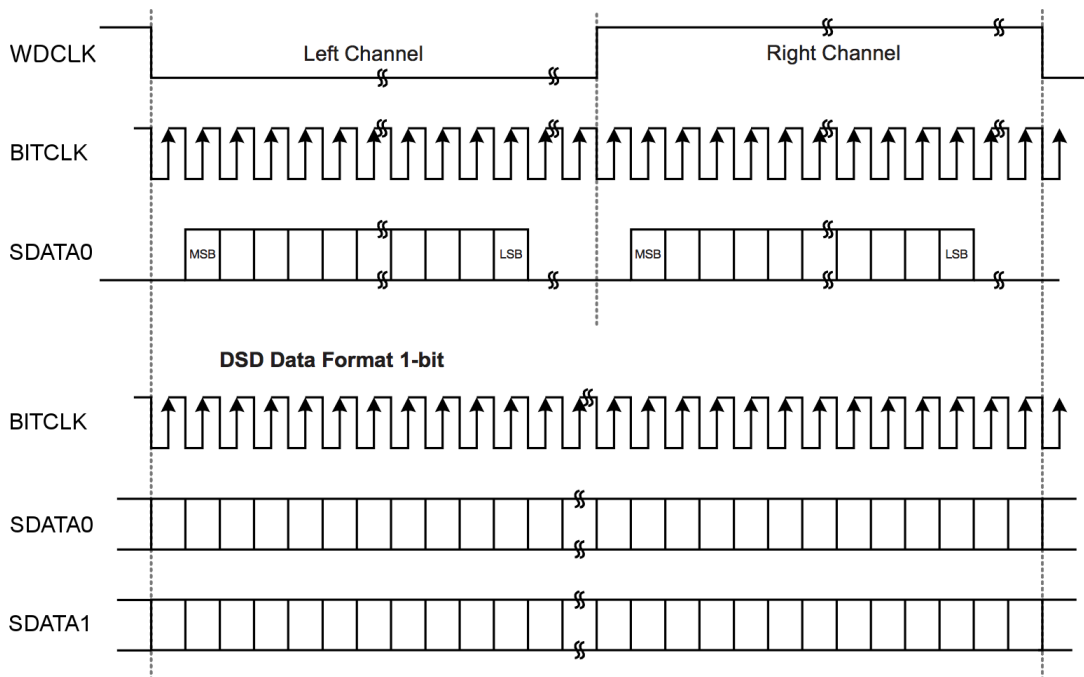 WDCLK
Left Channel
Right Channel
BITCLK
SDATA0
MSB
LSB
MSB
LSB
DSD Data Format 1-bit
BITCLK
SDATA0
SDATA1